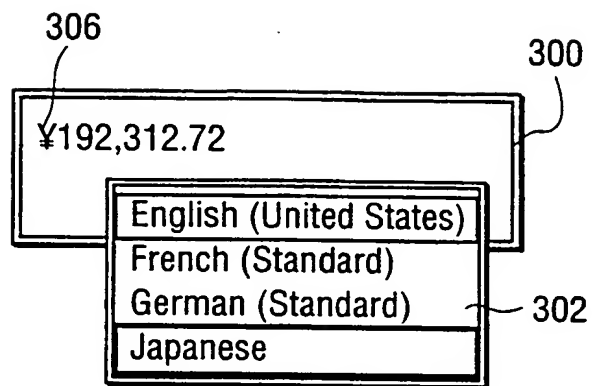 306
300
¥192,312.72
English (United States)
French (Standard)
German (Standard)
302
Japanese